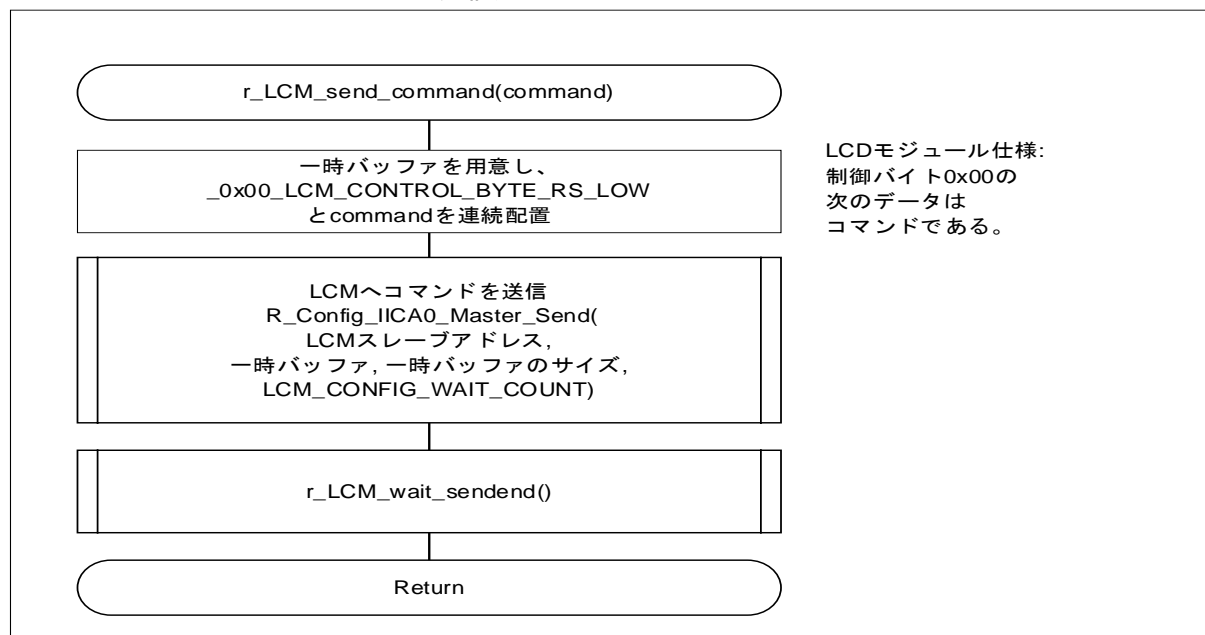 r_LCM_send_command(command)
一時バッファを用意し、
_0x00_LCM_CONTROL_BYTE_RS_LOW
とcommandを連続配置
LCDモジュール仕様:
制御バイト0x00の
次のデータは
コマンドである。
LCMへコマンドを送信
R_Config_IICA0_Master_Send(
LCMスレーブアドレス,
一時バッファ, 一時バッファのサイズ,
LCM_CONFIG_WAIT_COUNT)
r_LCM_wait_sendend()
Return